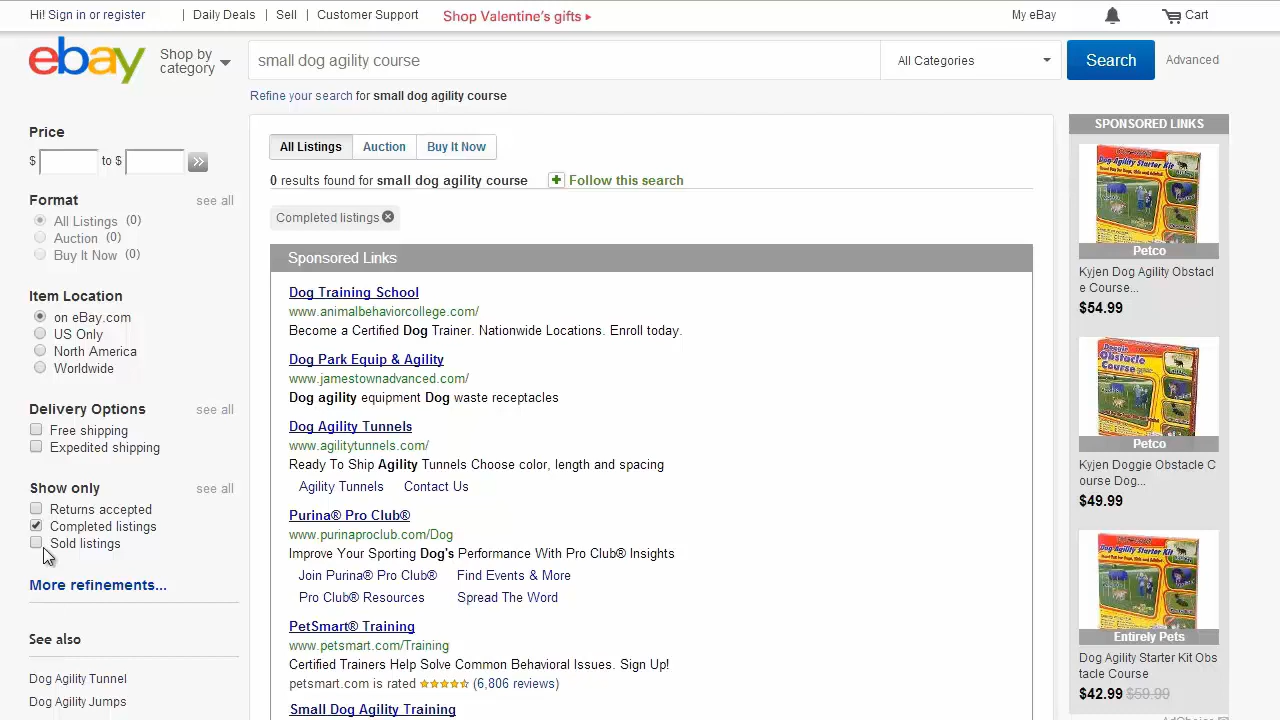 Hi! Sign in or register | Daily Deals | Sell | Customer Support Shop Valentine's gifts My eBay Cart
ebay Shop by category small dog agility course All Categories Search Advanced
Refine your search for small dog agility course
Price
$ to $
Format see all
All Listings (0)
Auction (0)
Buy It Now (0)
Item Location
on eBay.com
US Only
North America
Worldwide
Delivery Options see all
Free shipping
Expedited shipping
Show only see all
Returns accepted
Completed listings
Sold listings
More refinements...
See also
Dog Agility Tunnel
Dog Agility Jumps
All Listings Auction Buy It Now
0 results found for small dog agility course Follow this search
Completed listings
Sponsored Links
Dog Training School
www.animalbehaviorcollege.com/
Become a Certified Dog Trainer. Nationwide Locations. Enroll today.
Dog Park Equip & Agility
www.jamestownadvanced.com/
Dog agility equipment Dog waste receptacles
Dog Agility Tunnels
www.agilitytunnels.com/
Ready To Ship Agility Tunnels Choose color, length and spacing
Agility Tunnels Contact Us
Purina® Pro Club®
www.purinaproclub.com/Dog
Improve Your Sporting Dog's Performance With Pro Club® Insights
Join Purina® Pro Club® Find Events & More
Pro Club® Resources Spread The Word
PetSmart® Training
www.petsmart.com/Training
Certified Trainers Help Solve Common Behavioral Issues. Sign Up!
petsmart.com is rated (6,806 reviews)
Small Dog AgiliTraining
SPONSORED LINKS
Dog Agility Starter Kit
Petco
Kyjen Dog Agility Obstacl
e Course...
$54.99
Doggie
Obstacle
Course
Petco
Kyjen Doggie Obstacle C
ourse Dog...
$49.99
Dog Agility Starter Kit
Entirely Pets
Dog Agility Starter Kit Obs
tacle Course
$42.99 $59.99
AdChoice